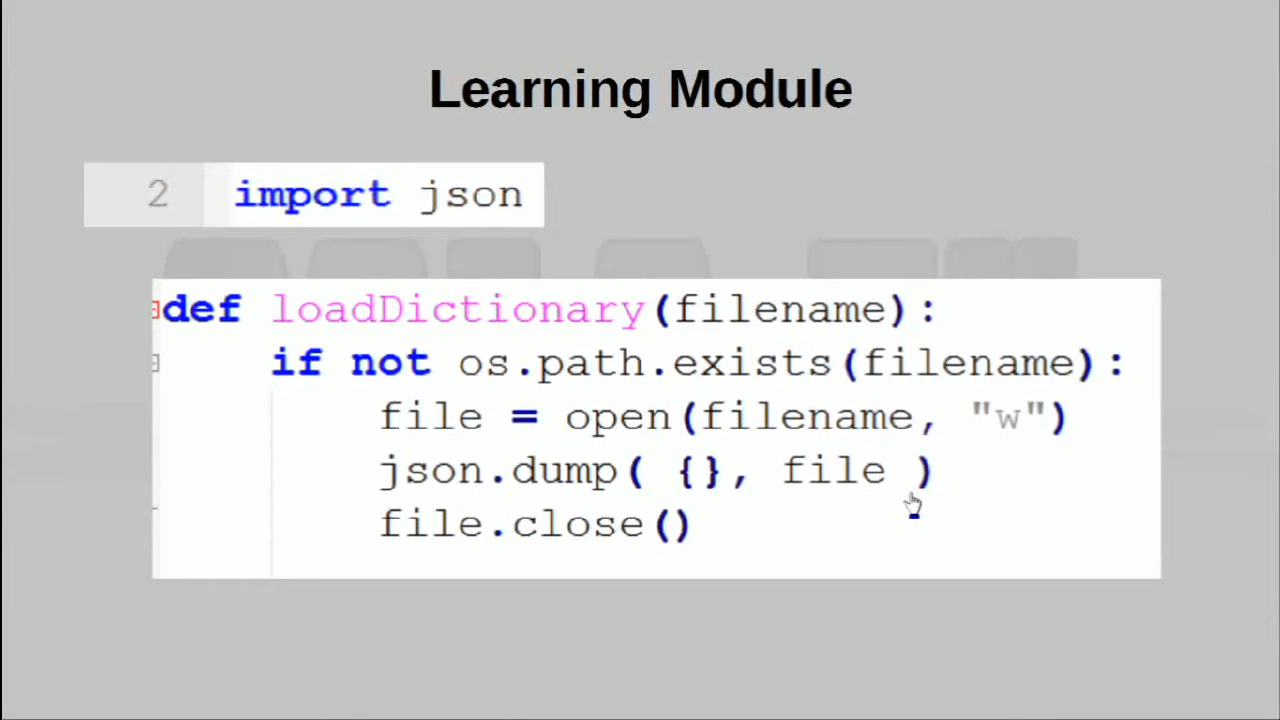 Learning Module
2 import json
def loadDictionary(filename):
if not os.path.exists(filename):
file = open(filename, "w")
json.dump( {}, file )
file.close()